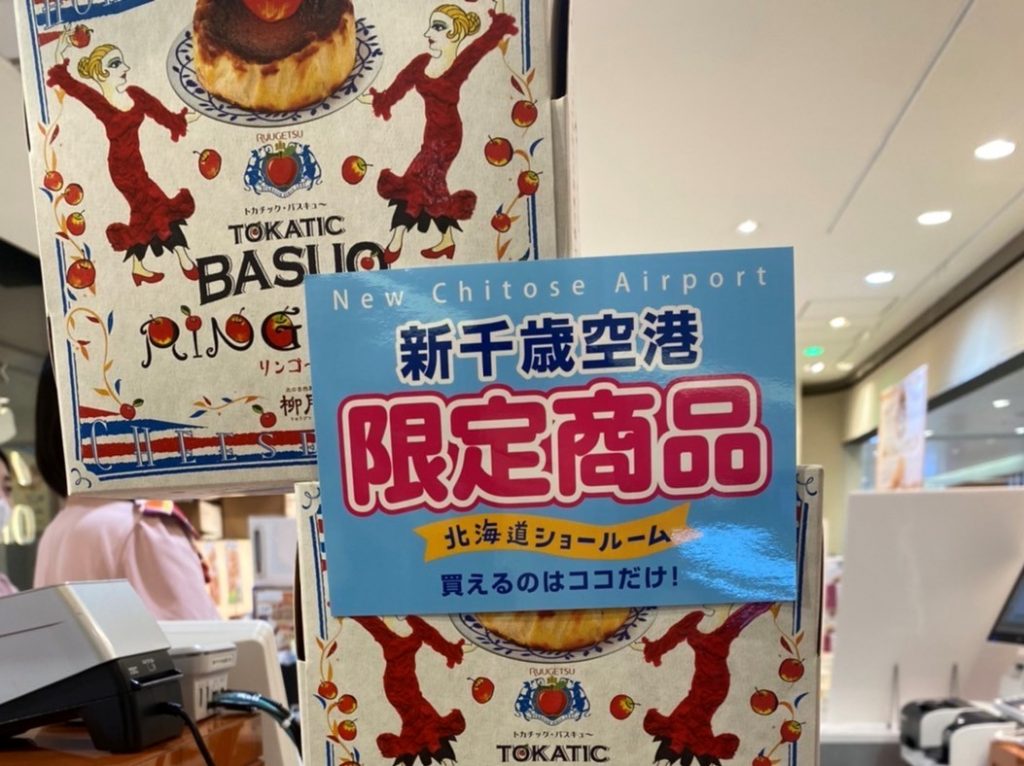 RYUGETSU
トカチック・バスキュ〜
TOKATIC
BASUQ
リンゴ〜
柳月
CHEESE
New Chitose Airport
新千歳空港
限定商品
北海道ショールーム
買えるのはココだけ!
RYUGETSU
トカチック・バスキュ〜
TOKATIC